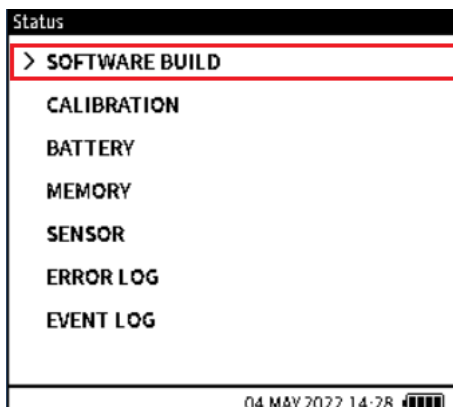 Status
> SOFTWARE BUILD
CALIBRATION
BATTERY
MEMORY
SENSOR
ERROR LOG
EVENT LOG
04 MAY 2022 14:28